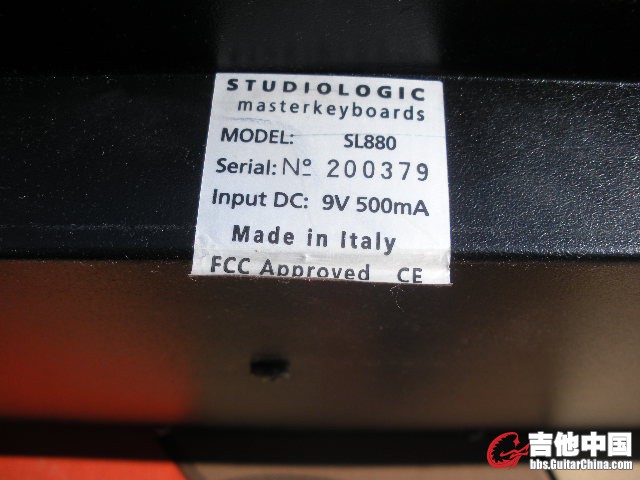 STUDIOLOGIC
masterkeyboards
MODEL: SL880
Serial: Nº 200379
Input DC: 9V 500mA
Made in Italy
FCC Approved CE
吉他中国
bbs.GuitarChina.com